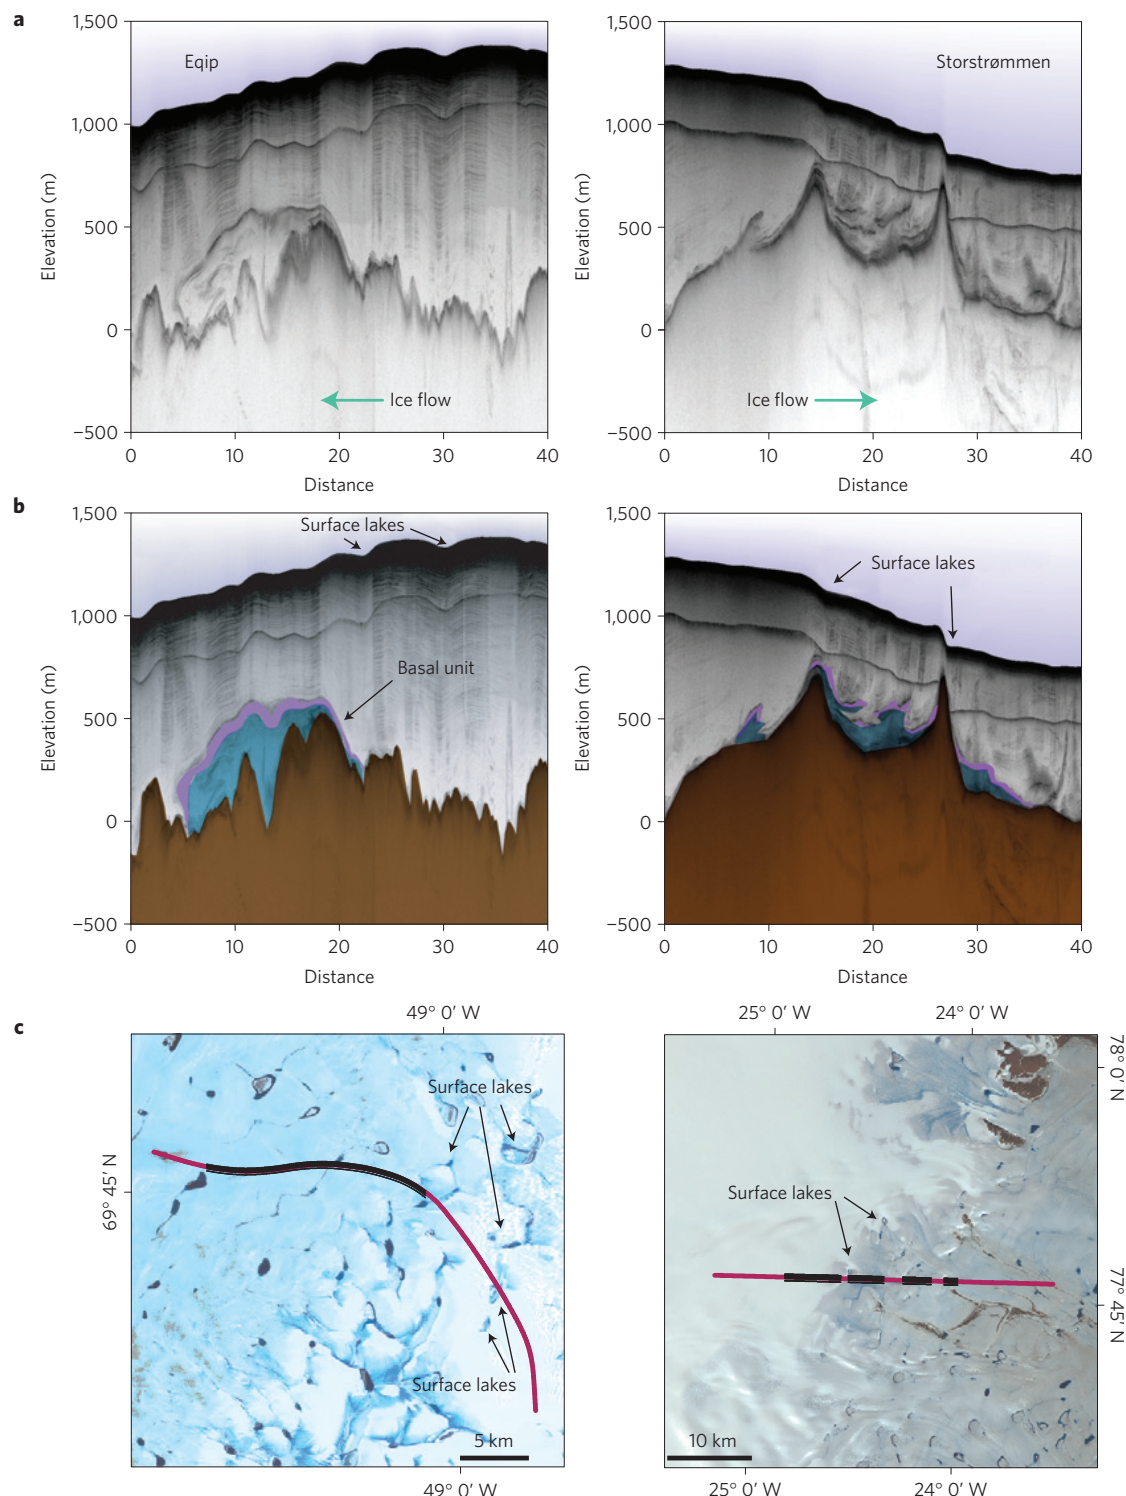 a
1,500
1,000
500
0
−500
Elevation (m)
Eqip
Ice flow
0 10 20 30 40
Distance
1,500
1,000
500
0
−500
Elevation (m)
Storstrømmen
Ice flow
0 10 20 30 40
Distance
b
1,500
1,000
500
0
−500
Elevation (m)
Surface lakes
Basal unit
0 10 20 30 40
Distance
1,500
1,000
500
0
−500
Elevation (m)
Surface lakes
0 10 20 30 40
Distance
c
49° 0′ W
69° 45′ N
Surface lakes
Surface lakes
5 km
49° 0′ W
25° 0′ W 24° 0′ W
78° 0′ N
Surface lakes
77° 45′ N
10 km
25° 0′ W 24° 0′ W